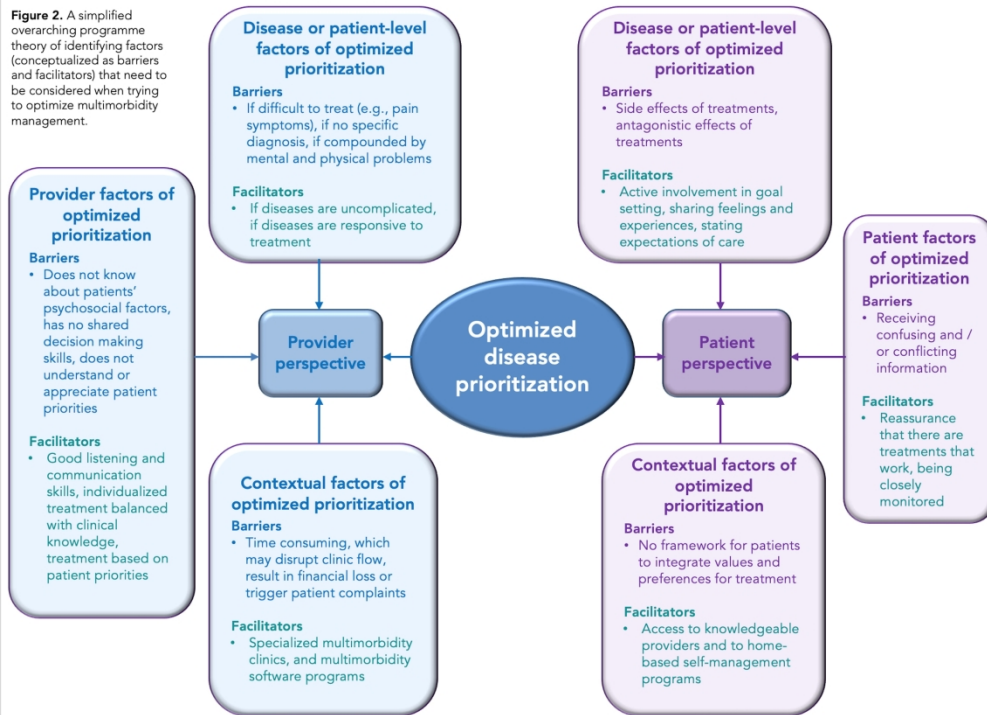 Figure 2. A simplified
overarching programme
theory of identifying factors
(conceptualized as barriers
and facilitators) that need to
be considered when trying
to optimize multimorbidity
management.
Disease or patient-level
factors of optimized
prioritization
Barriers
• If difficult to treat (e.g., pain
symptoms), if no specific
diagnosis, if compounded by
mental and physical problems
Facilitators
• If diseases are uncomplicated,
if diseases are responsive to
treatment
Disease or patient-level
factors of optimized
prioritization
Barriers
• Side effects of treatments,
antagonistic effects of
treatments
Facilitators
• Active involvement in goal
setting, sharing feelings and
experiences, stating
expectations of care
Provider factors of
optimized
prioritization
Barriers
• Does not know
about patients'
psychosocial factors,
has no shared
decision making
skills, does not
understand or
appreciate patient
priorities
Facilitators
• Good listening and
communication
skills, individualized
treatment balanced
with clinical
knowledge,
treatment based on
patient priorities
Provider
perspective
Optimized
disease
prioritization
Patient
perspective
Patient factors
of optimized
prioritization
Barriers
• Receiving
confusing and /
or conflicting
information
Facilitators
• Reassurance
that there are
treatments that
work, being
closely
monitored
Contextual factors of
optimized prioritization
Barriers
• Time consuming, which
may disrupt clinic flow,
result in financial loss or
trigger patient complaints
Facilitators
• Specialized multimorbidity
clinics, and multimorbidity
software programs
Contextual factors of
optimized
prioritization
Barriers
• No framework for patients
to integrate values and
preferences for treatment
Facilitators
• Access to knowledgeable
providers and to home-
based self-management
programs